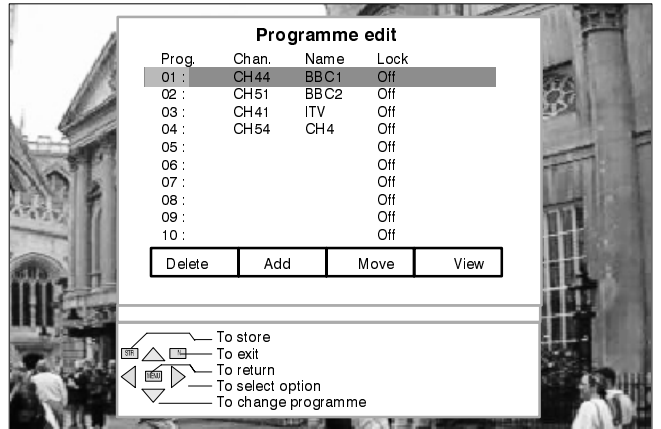 Programme edit
Prog. Chan. Name Lock
01 : CH44 BBC1 Off
02 : CH51 BBC2 Off
03 : CH41 ITV Off
04 : CH54 CH4 Off
05 : Off
06 : Off
07 : Off
08 : Off
09 : Off
10 : Off
Delete Add Move View
To store
STR To exit
MENU To return
To select option
To change programme